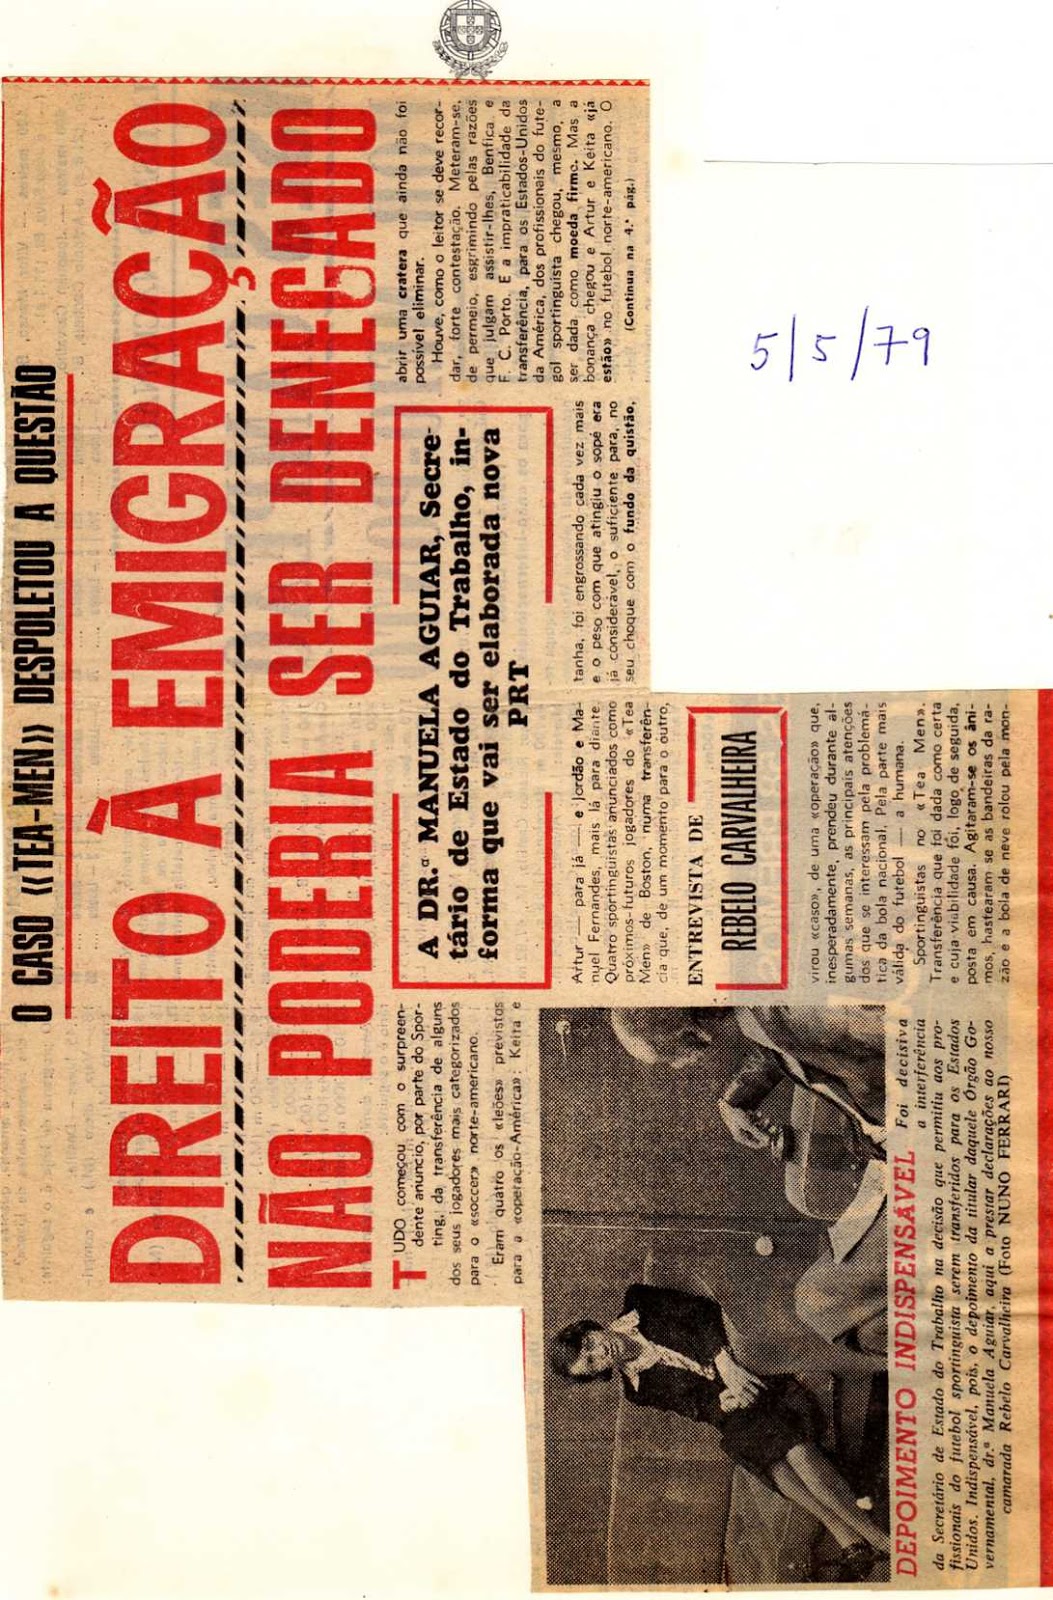 O CASO «TEA-MEN» DESPOLETOU A QUESTÃO
DIREITO À EMIGRAÇÃO
NÃO PODERIA SER DENEGADO
TUDO começou com o surpreen-
dente anuncio, por parte do Spor-
ting, da transferência de alguns
dos seus jogadores mais categorizados
para o «soccer» norte-americano.
Eram quatro os «leões» previstos
para a «operação-América»: Keita e
A DR.ª MANUELA AGUIAR, Secre-
tário de Estado do Trabalho, in-
forma que vai ser elaborada nova
PRT
Artur — para já — e Jordão e Ma-
nuel Fernandes, mais lá para diante.
Quatro sportinguistas anunciados como
próximos-futuros jogadores do «Tea
Men» de Boston, numa transferên-
cia que, de um momento para o outro,
ENTREVISTA DE
REBELO CARVALHEIRA
virou «caso», de uma «operação» que,
inesperadamente, prendeu durante al-
gumas semanas, as principais atenções
dos que se interessam pela problemá-
tica da bola nacional. Pela parte mais
válida do futebol — a humana.
Sportinguistas no «Tea Men».
Transferência que foi dada como certa
e cuja viabilidade foi, logo de seguida,
posta em causa. Agitaram-se os âni-
mos, hastearam se as bandeiras da ra-
zão e a bola de neve rolou pela mon-
tanha, foi engrossando cada vez mais
e o peso com que atingiu o sopé era
já considerável, o suficiente para, no
seu choque com o fundo da quistão,
abrir uma cratera que ainda não foi
possível eliminar.
Houve, como o leitor se deve recor-
dar, forte contestação. Meteram-se,
de permeio, esgrimindo pelas razões
que julgam assistir-lhes, Benfica e
F. C. Porto. E a impraticabilidade da
transferência, para os Estados-Unidos
da América, dos profissionais do fute-
gol sportinguista chegou, mesmo, a
ser dada como moeda firme. Mas a
bonança chegou e Artur e Keita «já
estão» no futebol norte-americano. O
(Continua na 4.ª pág.)
DEPOIMENTO INDISPENSÁVEL Foi decisiva
a interferência
da Secretário de Estado do Trabalho na decisão que permitiu aos pro-
fissionais do futebol sportinguista serem transferidos para os Estados
Unidos. Indispensável, pois, o depoimento da titular daquele Órgão Go-
vernamental, dr.ª Manuela Aguiar, aqui a prestar declarações ao nosso
camarada Rebelo Carvalheira (Foto NUNO FERRARI)
5/5/79